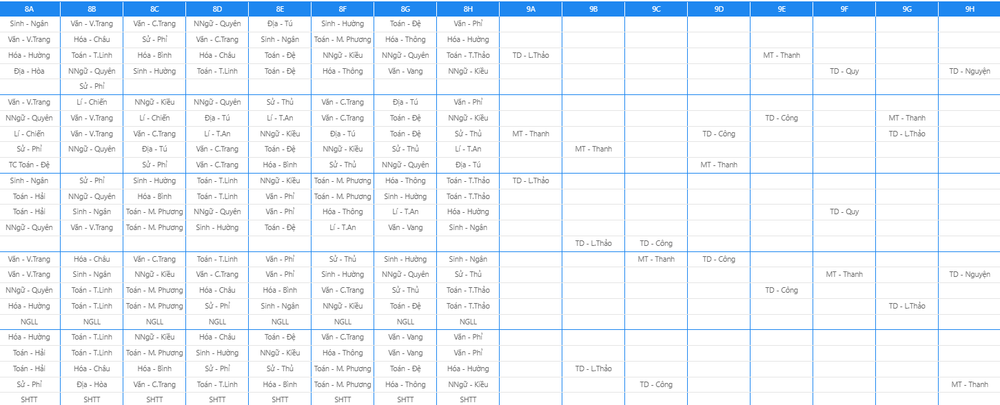 8A 8B 8C 8D 8E 8F 8G 8H 9A 9B 9C 9D 9E 9F 9G 9H
Sinh - Ngân Văn - V.Trang Văn - C.Trang NNgữ - Quyên Địa - Tú Sinh - Hường Toán - Đệ Văn - Phỉ
Văn - V.Trang Hóa - Châu Sử - Phỉ Văn - C.Trang Sinh - Ngân Toán - M. Phương Hóa - Thông Hóa - Hường
Hóa - Hường Toán - T.Linh Hóa - Bình Hóa - Châu Toán - Đệ NNgữ - Kiều NNgữ - Quyên Toán - T.Thảo TD - L.Thảo MT - Thanh
Địa - Hòa NNgữ - Quyên Sinh - Hường Toán - T.Linh Toán - Đệ Hóa - Thông Văn - Vang NNgữ - Kiều TD - Quy TD - Nguyện
Sử - Phỉ
Văn - V.Trang Lí - Chiến NNgữ - Kiều NNgữ - Quyên Sử - Thủ Văn - C.Trang Địa - Tú Văn - Phỉ
NNgữ - Quyên Văn - V.Trang Lí - Chiến Địa - Tú Lí - T.An Văn - C.Trang Toán - Đệ NNgữ - Kiều TD - Công MT - Thanh
Lí - Chiến Văn - V.Trang Văn - C.Trang Lí - T.An NNgữ - Kiều Địa - Tú Toán - Đệ Sử - Thủ MT - Thanh TD - Công TD - L.Thảo
Sử - Phỉ NNgữ - Quyên Địa - Tú Văn - C.Trang Toán - Đệ NNgữ - Kiều Sử - Thủ Lí - T.An MT - Thanh
TC Toán - Đệ Sử - Phỉ Văn - C.Trang Hóa - Bình Sử - Thủ NNgữ - Quyên Địa - Tú MT - Thanh
Sinh - Ngân Sử - Phỉ Sinh - Hường Toán - T.Linh NNgữ - Kiều Toán - M. Phương Hóa - Thông Toán - T.Thảo TD - L.Thảo
Toán - Hải NNgữ - Quyên Hóa - Bình Toán - T.Linh Văn - Phỉ Toán - M. Phương Sinh - Hường Toán - T.Thảo
Toán - Hải Sinh - Ngân Toán - M. Phương NNgữ - Quyên Văn - Phỉ Hóa - Thông Lí - T.An Hóa - Hường TD - Quy
NNgữ - Quyên Văn - V.Trang Toán - M. Phương Sinh - Hường Toán - Đệ Lí - T.An Văn - Vang Sinh - Ngân
TD - L.Thảo TD - Công
Văn - V.Trang Hóa - Châu Văn - C.Trang Toán - T.Linh Văn - Phỉ Sử - Thủ Sinh - Hường Sinh - Ngân MT - Thanh TD - Công
Văn - V.Trang Sinh - Ngân NNgữ - Kiều Văn - C.Trang Văn - Phỉ Sinh - Hường NNgữ - Quyên Sử - Thủ MT - Thanh TD - Nguyện
NNgữ - Quyên Toán - T.Linh Toán - M. Phương Hóa - Châu Hóa - Bình Văn - C.Trang Sử - Thủ Toán - T.Thảo TD - Công
Hóa - Hường Toán - T.Linh Toán - M. Phương Sử - Phỉ Sinh - Ngân NNgữ - Kiều Toán - Đệ Toán - T.Thảo TD - L.Thảo
NGLL NGLL NGLL NGLL NGLL NGLL NGLL NGLL
Hóa - Hường Toán - T.Linh NNgữ - Kiều Hóa - Châu Toán - Đệ Văn - C.Trang Văn - Vang Văn - Phỉ
Toán - Hải Toán - T.Linh Toán - M. Phương Sinh - Hường NNgữ - Kiều Hóa - Thông Văn - Vang Văn - Phỉ
Toán - Hải Hóa - Châu Hóa - Bình Sử - Phỉ Sử - Thủ Toán - M. Phương Toán - Đệ Hóa - Hường TD - L.Thảo
Sử - Phỉ Địa - Hòa Văn - C.Trang Toán - T.Linh Hóa - Bình Toán - M. Phương Hóa - Thông NNgữ - Kiều TD - Công MT - Thanh
SHTT SHTT SHTT SHTT SHTT SHTT SHTT SHTT